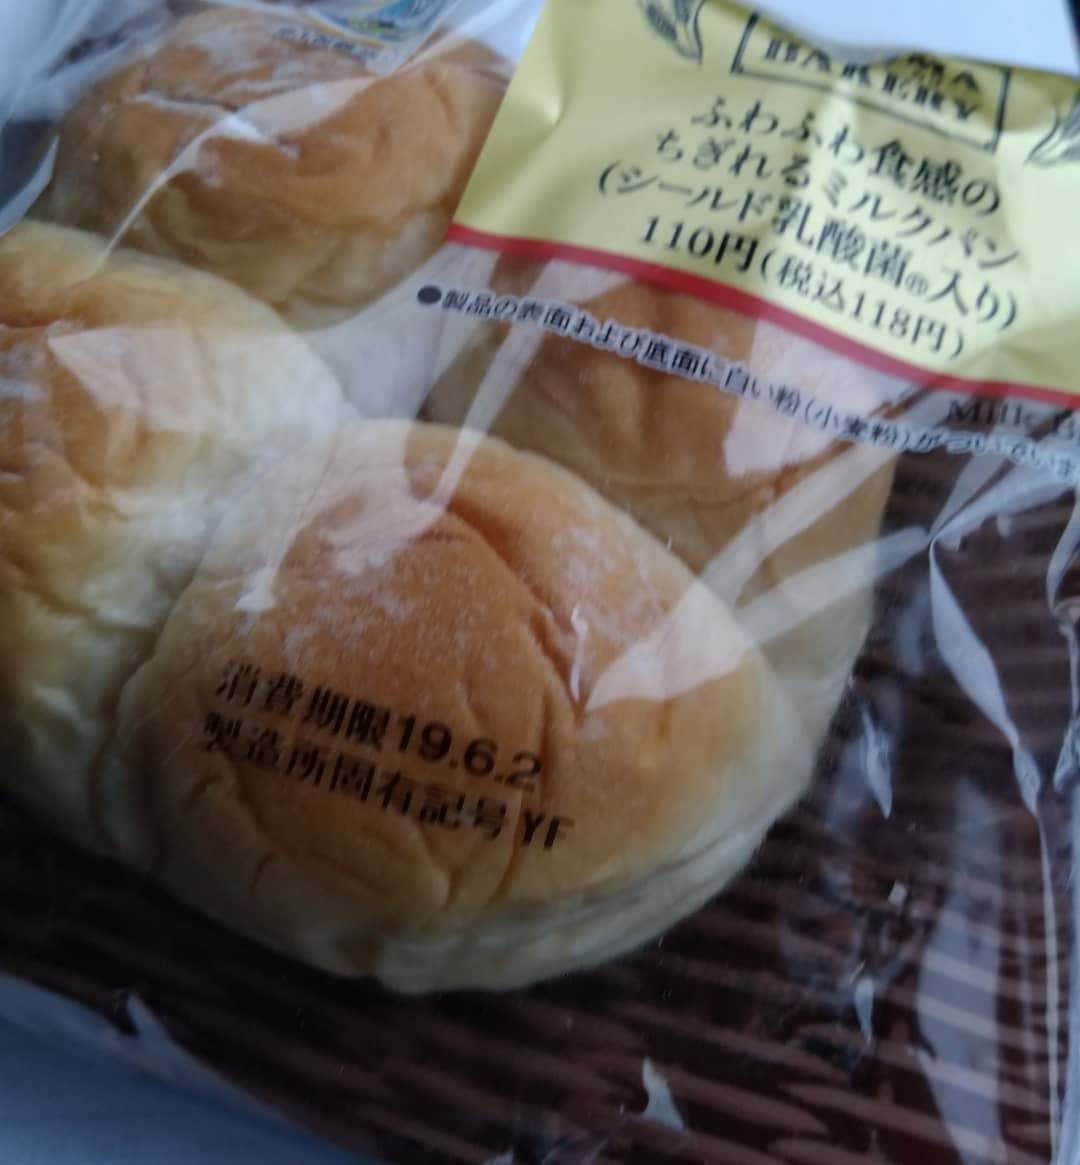 BAKERY
ふわふわ食感の
ちぎれるミルクパン
(シールド乳酸菌®入り)
110円(税込118円)
●製品の表面および底面に白い粉(小麦粉)がついていま
Milk B
消費期限19.6.2
製造所固有記号 YF